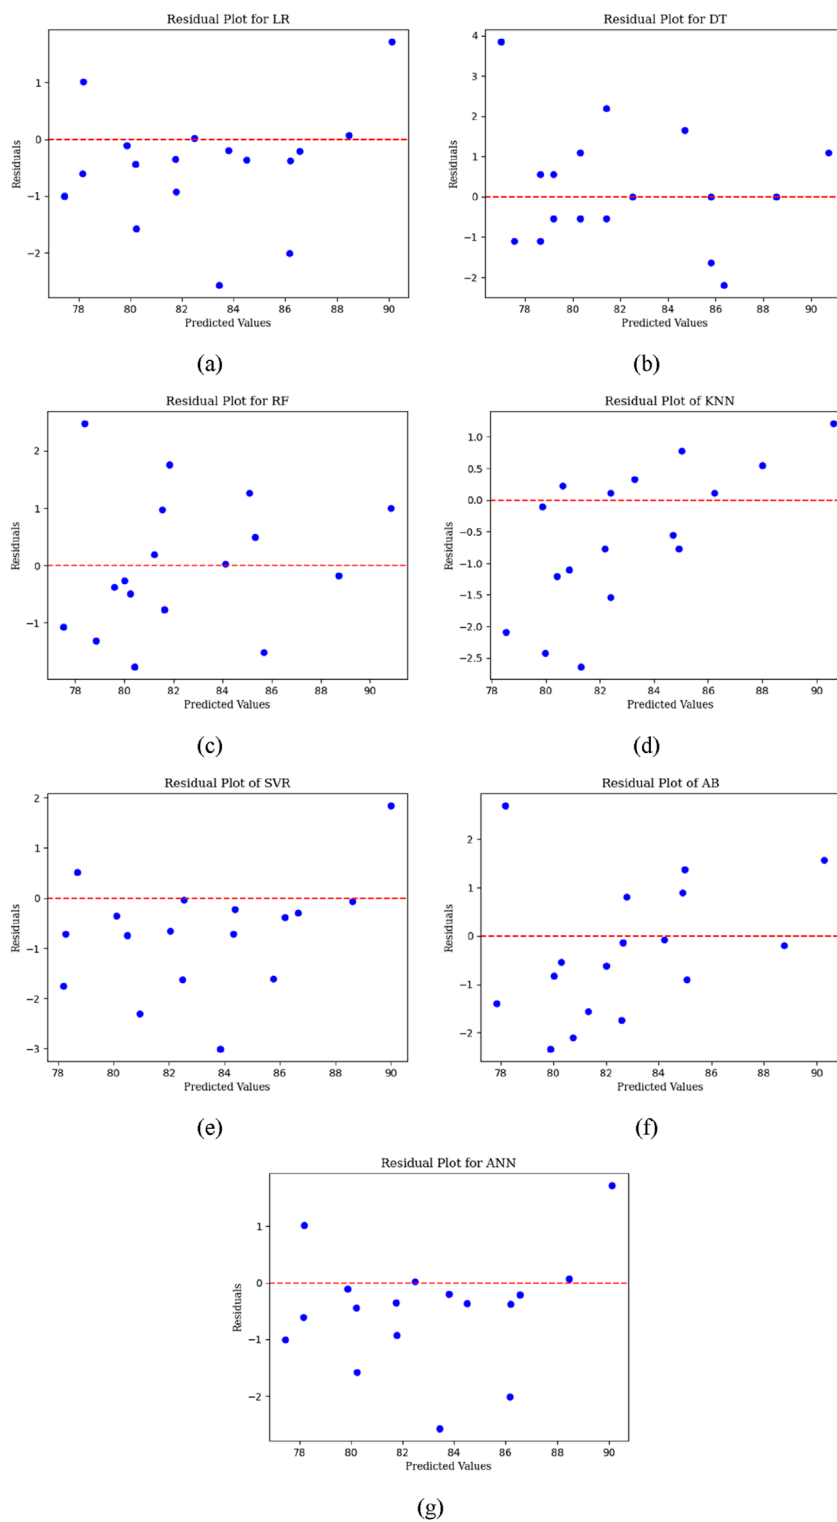 Residual Plot for LR
1
0
−1
−2
Residuals
78 80 82 84 86 88 90
Predicted Values
(a)
Residual Plot for DT
4
3
2
1
0
−1
−2
Residuals
78 80 82 84 86 88 90
Predicted Values
(b)
Residual Plot for RF
2
1
0
−1
Residuals
78 80 82 84 86 88 90
Predicted Values
(c)
Residual Plot of KNN
1.0
0.5
0.0
−0.5
−1.0
−1.5
−2.0
−2.5
Residuals
78 80 82 84 86 88 90
Predicted Values
(d)
Residual Plot of SVR
2
1
0
−1
−2
−3
Residuals
78 80 82 84 86 88 90
Predicted Values
(e)
Residual Plot of AB
2
1
0
−1
−2
Residuals
78 80 82 84 86 88 90
Predicted Values
(f)
Residual Plot for ANN
1
0
−1
−2
Residuals
78 80 82 84 86 88 90
Predicted Values
(g)